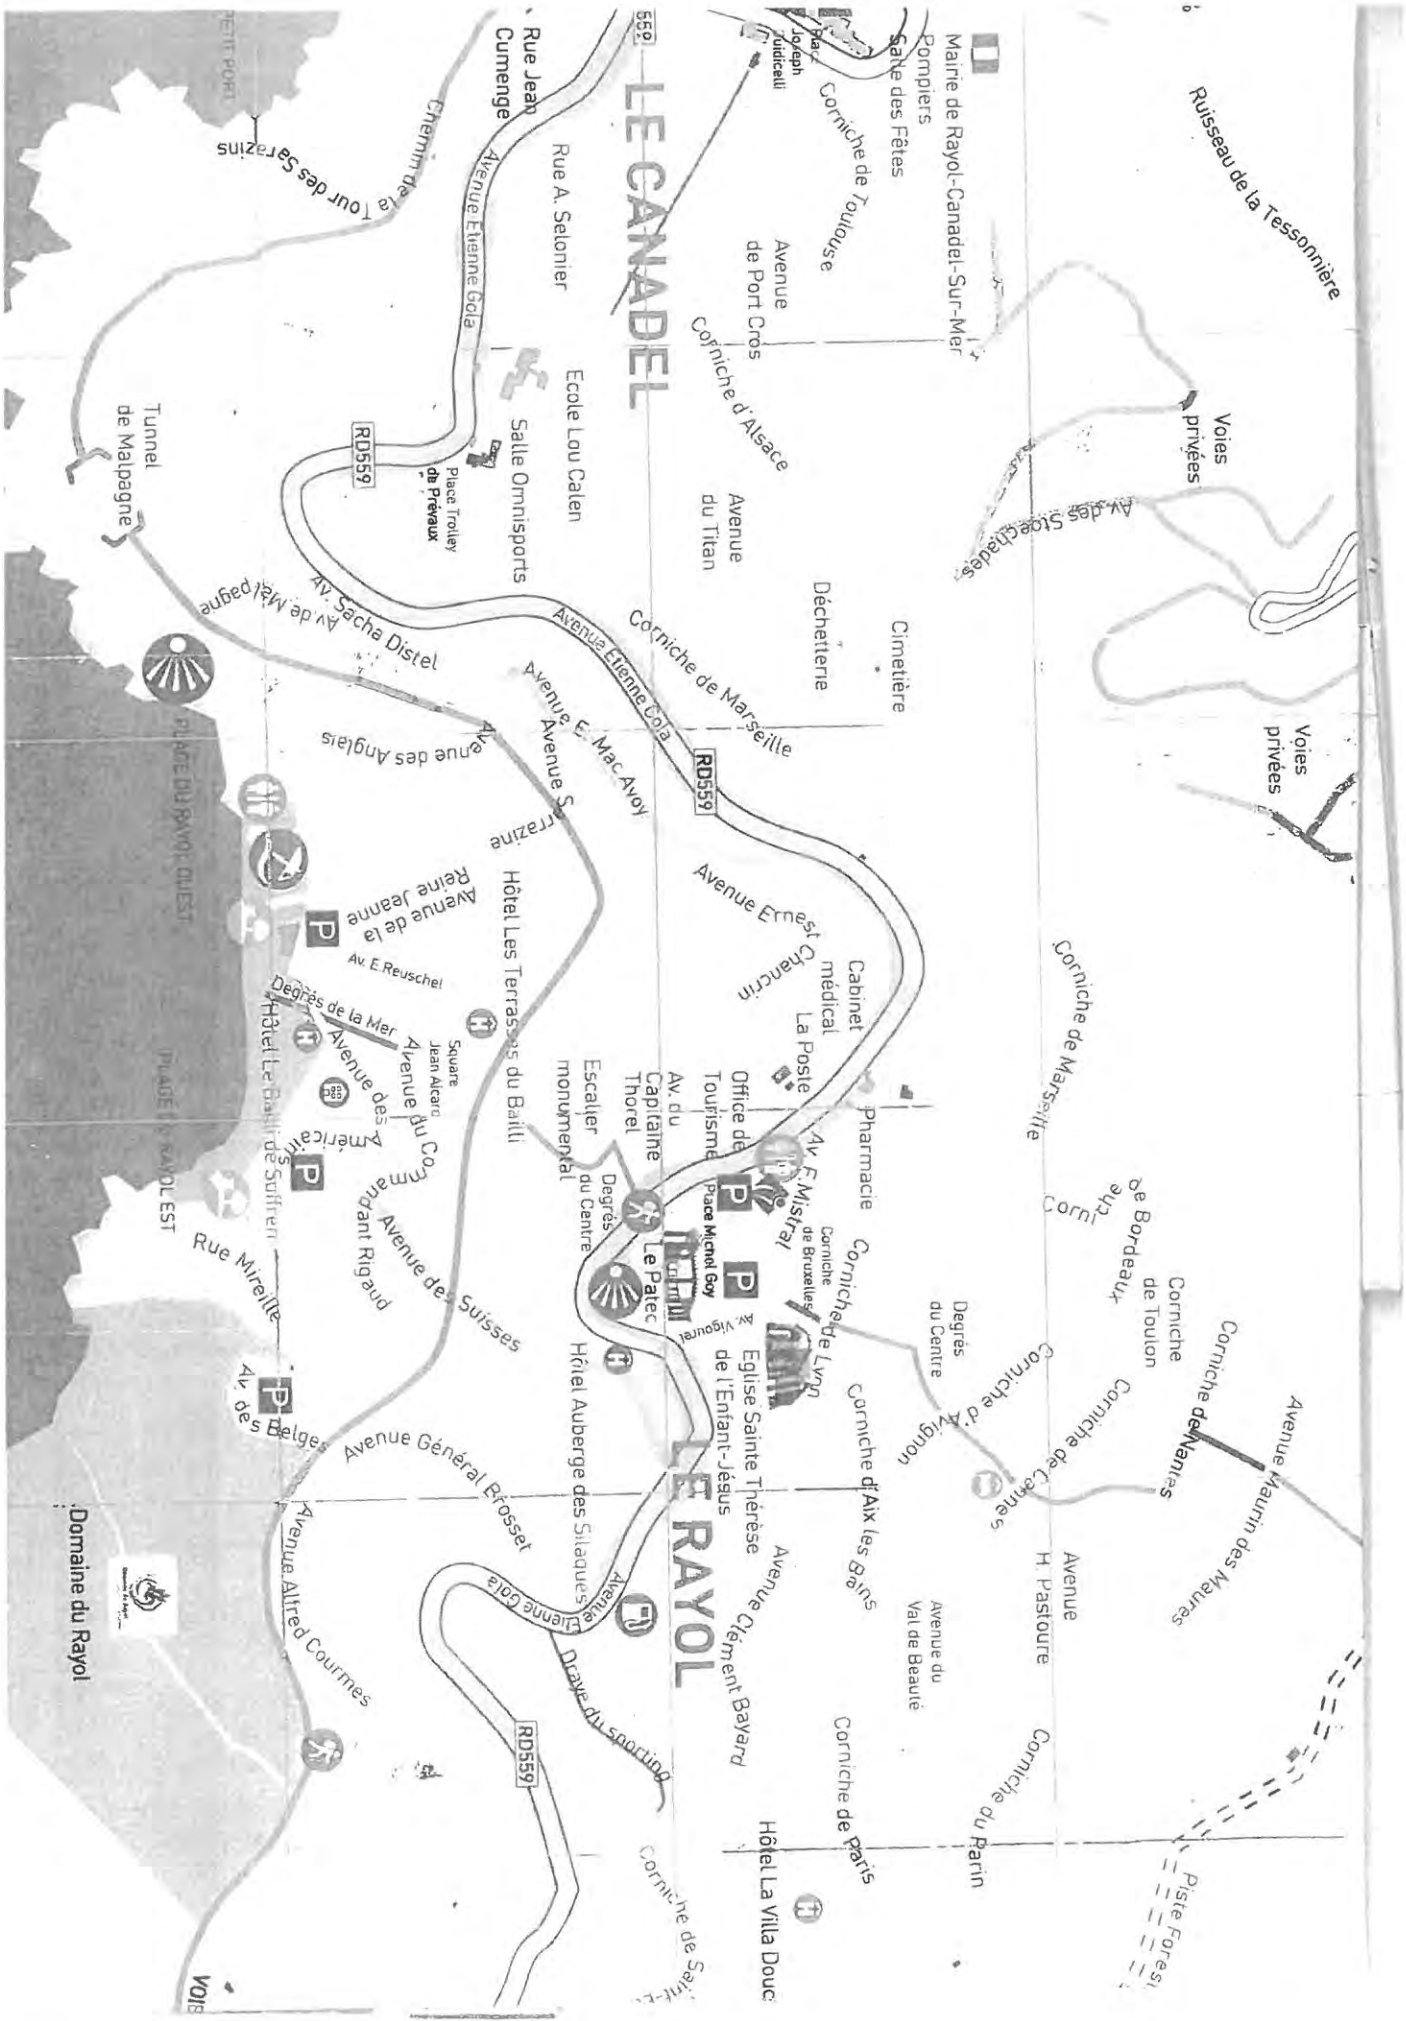 Ruisseau de la Tessonnière
Mairie de Rayol-Canadel-Sur-Mer
Pompiers
Salle des Fêtes
Place
Joseph
Corniche de Toulouse
559
LE CANADEL
Rue Jean
Cumenge
Rue A. Selonier
Chemin de la Tour des Sarazins
PETIT PORT
Avenue Etienne Gola
Avenue
de Port Cros
Corniche d'Alsace
Voies
privées
Av. des Stoechades
Ecole Lou Calen
Salle Omnisports
Place Trolley
de Prévaux
RD559
Tunnel
de Malpagne
Avenue
du Titan
Déchetterie
Cimetière
Av. de Malpagne
Av. Sacha Distel
Avenue Etienne Gola
Corniche de Marseille
Voies
privées
RD559
Avenue E. Mac Avoy
Avenue Sarrazine
Avenue des Anglais
PLAGE DU RAYOL OUEST
Avenue de la
Reine Jeanne
P
Av. E.Reuschel
Hôtel Les Terrasses du Bailli
Avenue Ernest Chancrin
Cabinet
médical
La Poste
Pharmacie
Corniche de Marseille
Degrés de la Mer
H
H
Square
Jean Aicard
Avenue des Américains
Avenue du Commandant Rigaud
P
Hôtel Le Bailli de Suffren
PLAGE DU RAYOL EST
Escalier
monumental
Av. du
Capitaine
Thorel
Office de
Tourisme
Av. F. Mistral
Degrés
du Centre
Place Michel Goy
P
P
Le Patec
Corniche
de Bruxelles
Corniche de Lyon
Av. Vigouret
Corniche
de Bordeaux
Corniche
de Toulon
Corniche de Nantes
Degrés
du Centre
Corniche d'Avignon
Corniche de Cannes
Avenue Maurin des Maures
Rue Mireille
Avenue des Suisses
P
Av. des Belges
Avenue Général Brosset
Hôtel Auberge des Silaques
H
Eglise Sainte Thérèse
de l'Enfant-Jésus
LE RAYOL
Corniche d'Aix les Bains
Avenue
H. Pastoure
Avenue du
Val de Beauté
Avenue Clément Bayard
Avenue Etienne Gola
Draye du sporting
Avenue Alfred Courmes
Domaine du Rayol
RD559
Corniche de Paris
Corniche du Parin
Hôtel La Villa Douc
H
Piste Forest